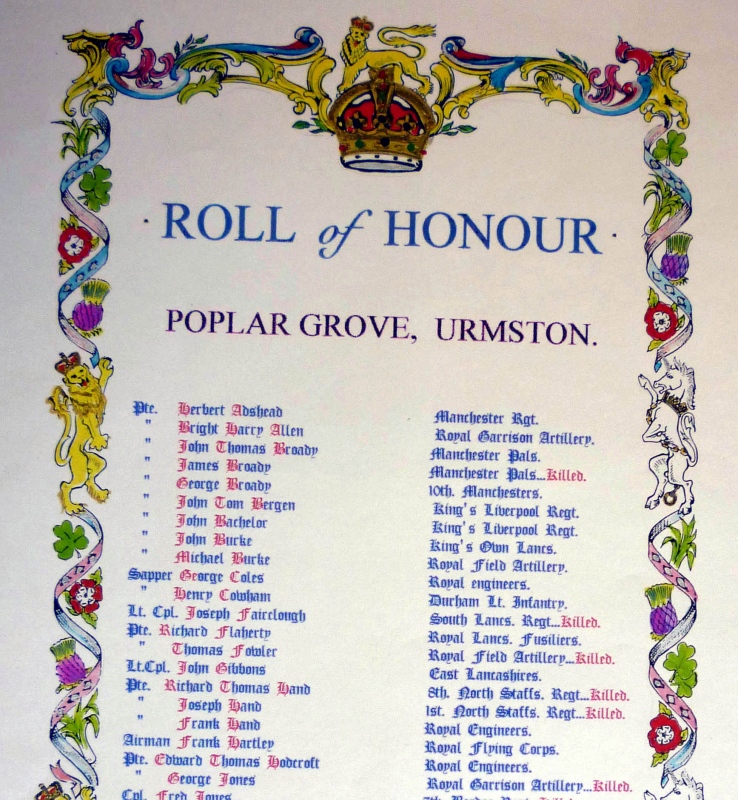 · ROLL of HONOUR ·
POPLAR GROVE, URMSTON.
Pte. Herbert Adshead Manchester Rgt.
" Bright Harry Allen Royal Garrison Artillery.
" John Thomas Broady Manchester Pals.
" James Broady Manchester Pals...Killed.
" George Broady 10th. Manchesters.
" John Tom Bergen King's Liverpool Regt.
" John Bachelor King's Liverpool Regt.
" John Burke King's Own Lancs.
" Michael Burke Royal Field Artillery.
Sapper George Coles Royal engineers.
" Henry Cowham Durham Lt. Infantry.
Lt. Cpl. Joseph Fairclough South Lancs. Regt...Killed.
Pte. Richard Flaherty Royal Lancs. Fusiliers.
" Thomas Fowler Royal Field Artillery...Killed.
Lt.Cpl. John Gibbons East Lancashires.
Pte. Richard Thomas Hand 8th. North Staffs. Regt...Killed.
" Joseph Hand 1st. North Staffs. Regt...Killed.
" Frank Hand Royal Engineers.
Airman Frank Hartley Royal Flying Corps.
Pte. Edward Thomas Hodcroft Royal Engineers.
" George Jones Royal Garrison Artillery...Killed.
Cpl. Fred Jones